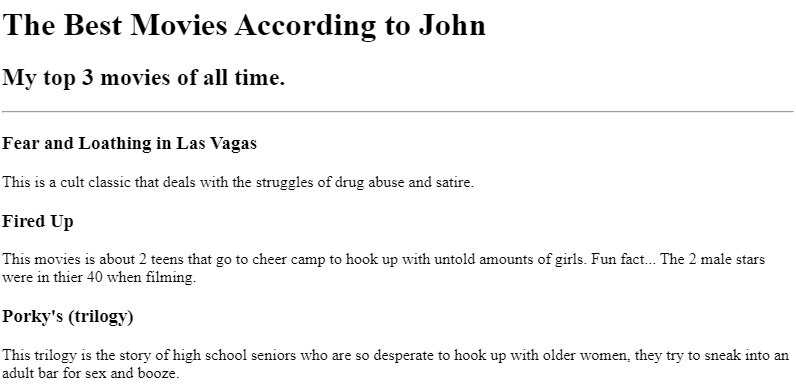 The Best Movies According to John
My top 3 movies of all time.
Fear and Loathing in Las Vagas
This is a cult classic that deals with the struggles of drug abuse and satire.
Fired Up
This movies is about 2 teens that go to cheer camp to hook up with untold amounts of girls. Fun fact... The 2 male stars
were in thier 40 when filming.
Porky's (trilogy)
This trilogy is the story of high school seniors who are so desperate to hook up with older women, they try to sneak into an
adult bar for sex and booze.